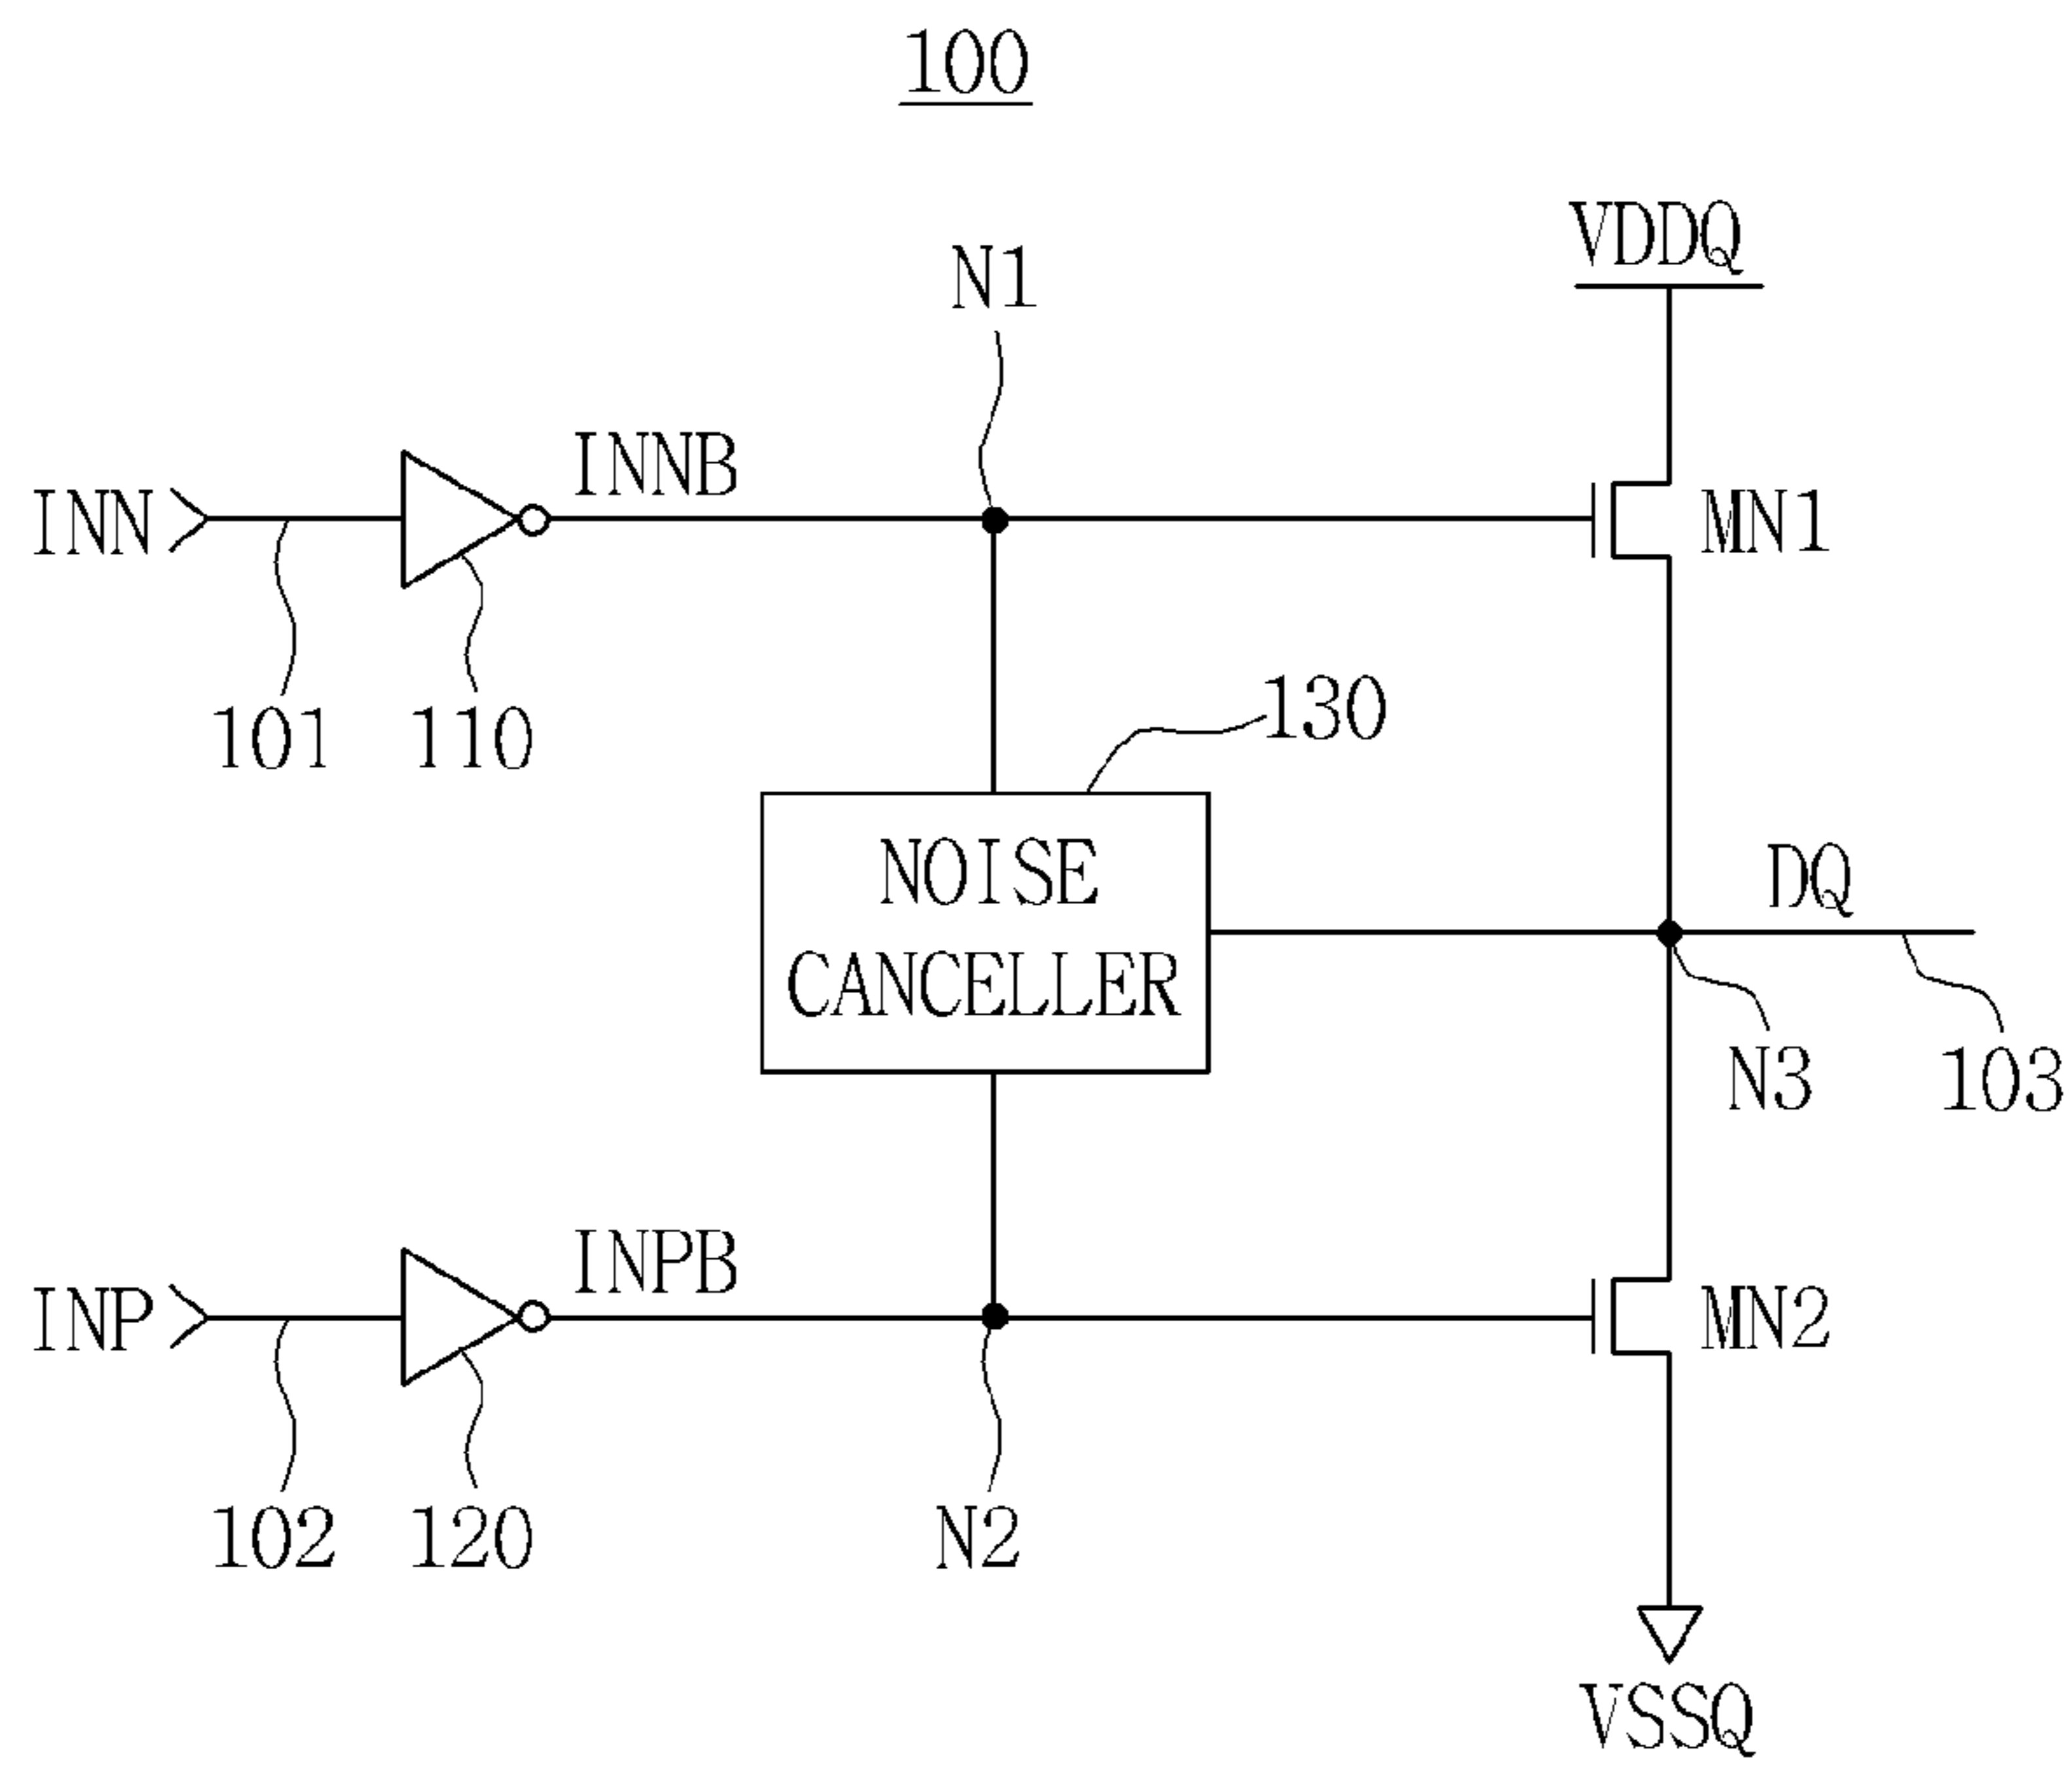 100
VDDQ
N1
INN
INNB
MN1
101
110
130
NOISE
CANCELLER
DQ
N3
103
INP
INPB
MN2
102
120
N2
VSSQ